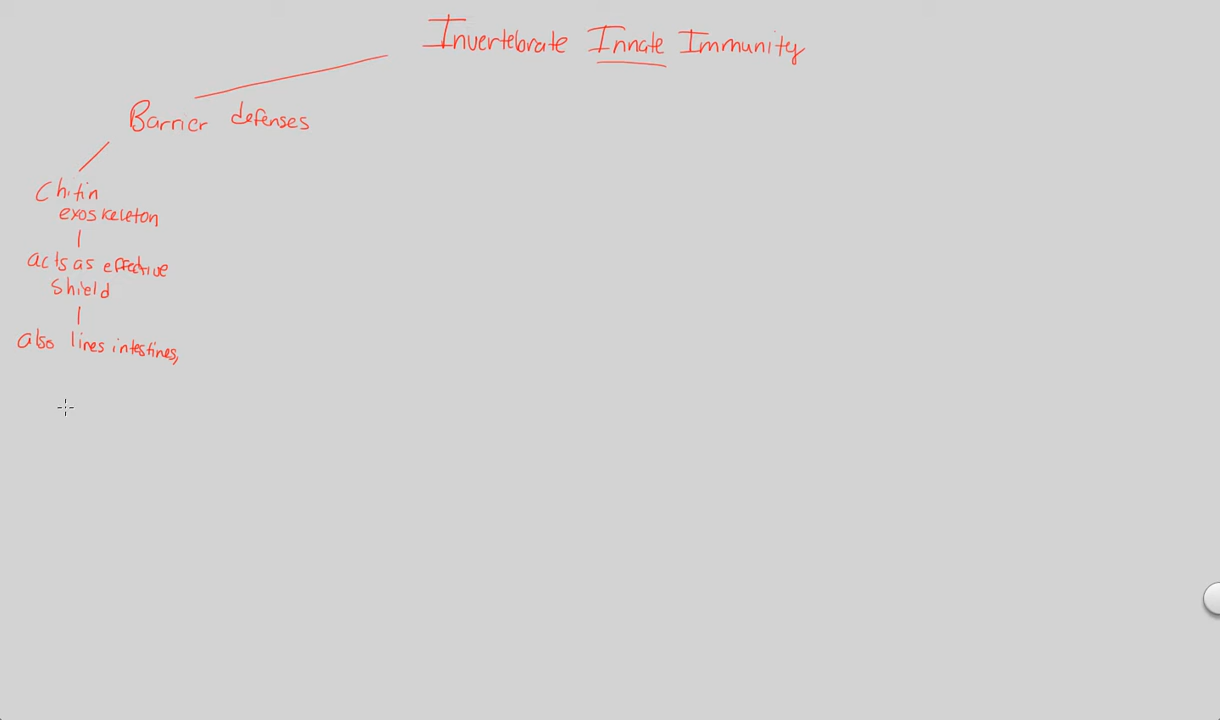 Invertebrate Innate Immunity
Barrier defenses
Chitin
exoskeleton
acts as effective
shield
also lines intestines,